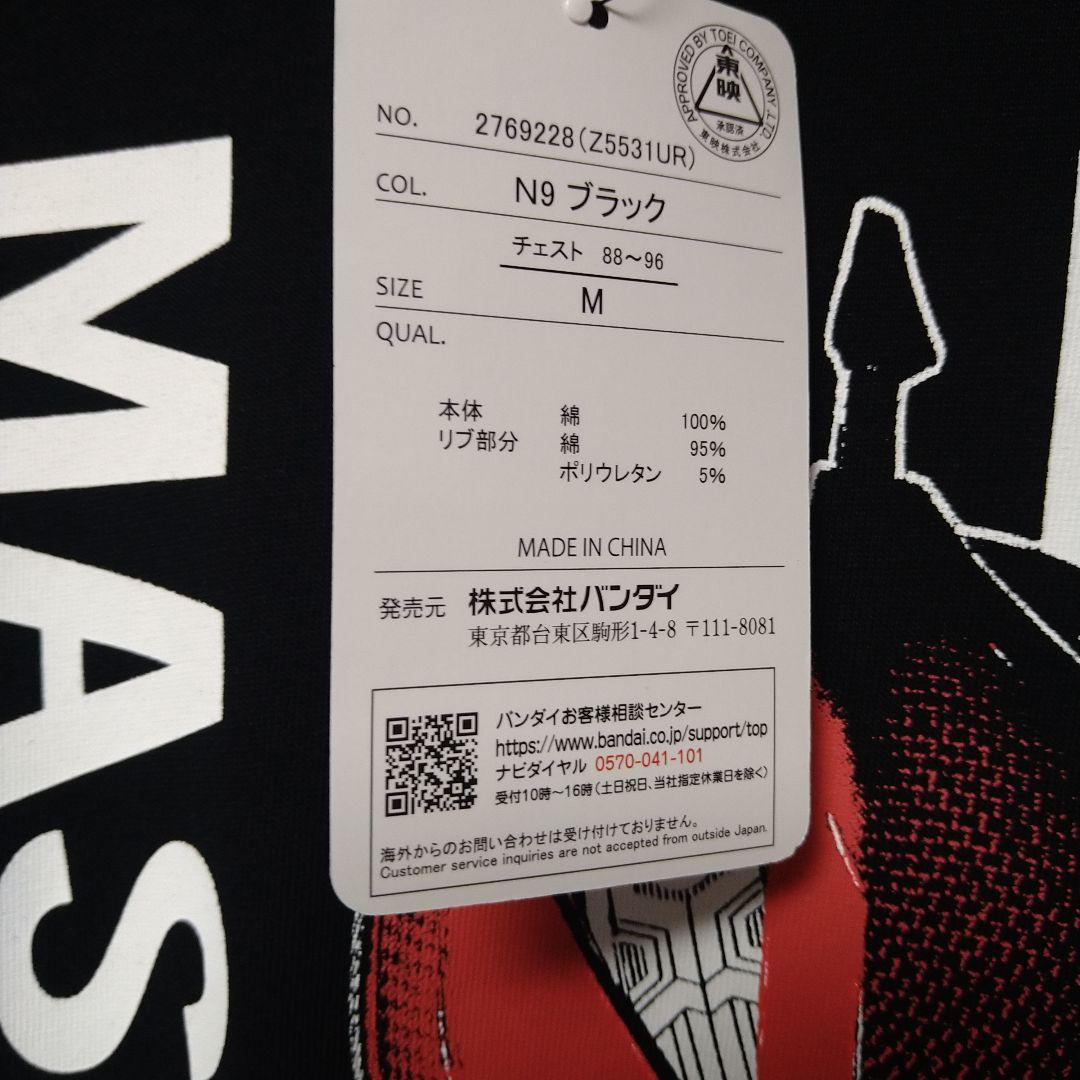 APPROVED BY TOEI COMPANY.,LTD.
東映
承認済
東映株式会社
NO. 2769228(Z5531UR)
COL. N9 ブラック
チェスト 88～96
SIZE M
QUAL.
本体 綿 100%
リブ部分 綿 95%
ポリウレタン 5%
MADE IN CHINA
発売元 株式会社バンダイ
東京都台東区駒形1-4-8 〒111-8081
バンダイお客様相談センター
https://www.bandai.co.jp/support/top
ナビダイヤル 0570-041-101
受付10時～16時(土日祝日、当社指定休業日を除く)
海外からのお問い合わせは受け付けておりません。
Customer service inquiries are not accepted from outside Japan.
MAS